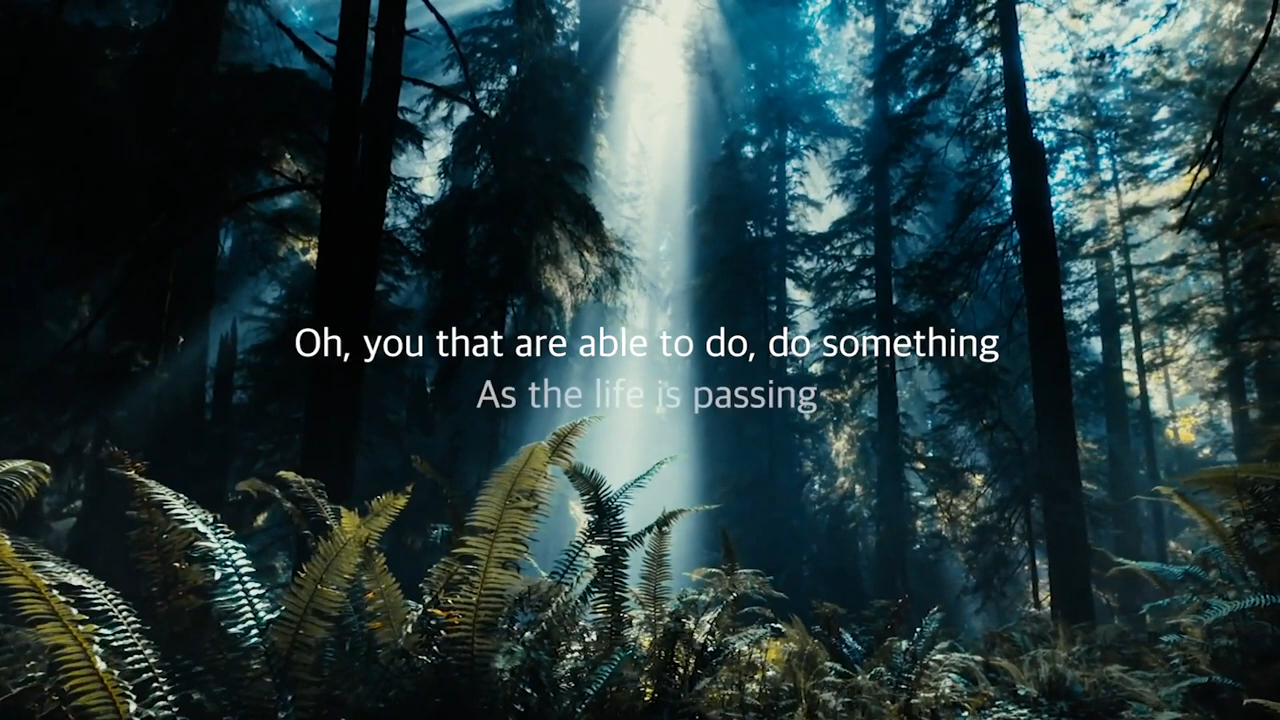 Oh, you that are able to do, do something
As the life is passing